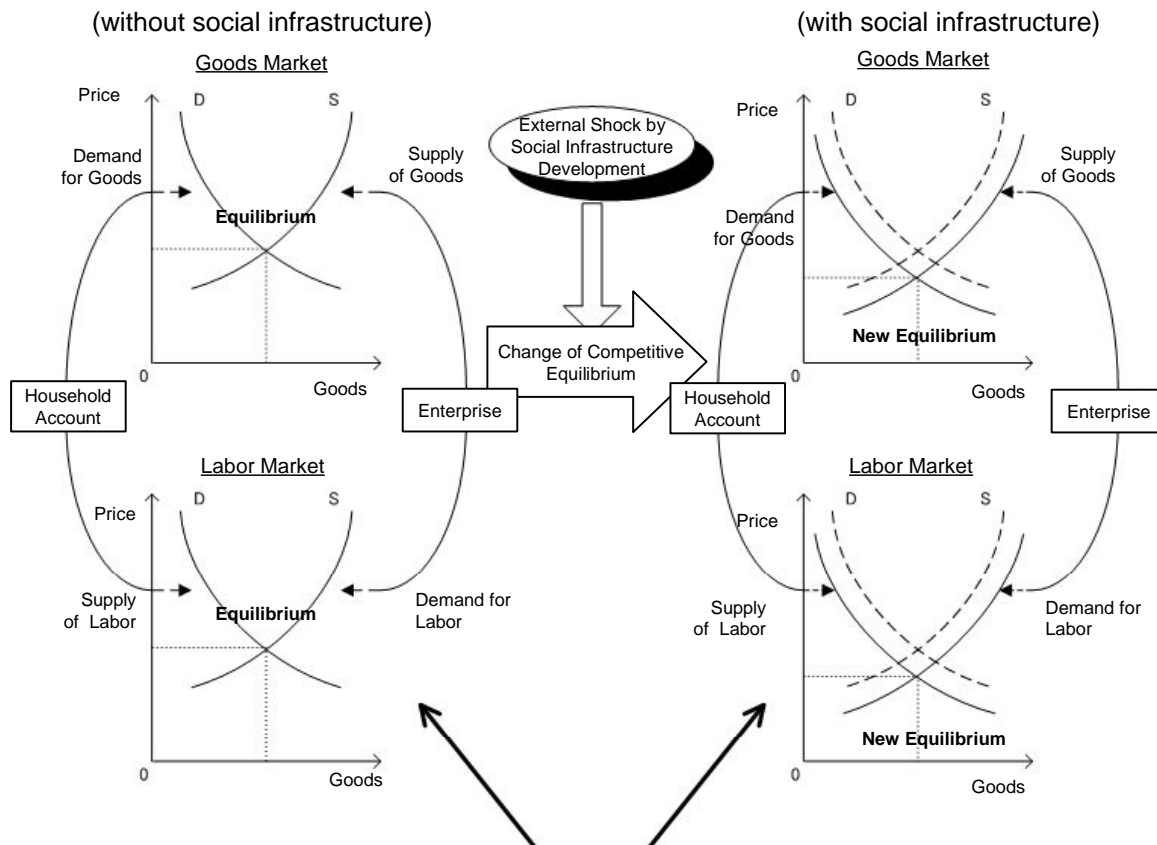 (without social infrastructure)
(with social infrastructure)
Goods Market
Price
D
S
Demand
for Goods
Supply
of Goods
Equilibrium
0
Goods
External Shock by
Social Infrastructure
Development
Change of Competitive
Equilibrium
Goods Market
Price
D
S
Supply
of Goods
Demand
for Goods
New Equilibrium
0
Goods
Household
Account
Enterprise
Household
Account
Enterprise
Labor Market
Price
D
S
Supply
of Labor
Equilibrium
Demand for
Labor
0
Goods
Labor Market
Price
D
S
Supply
of Labor
Demand for
Labor
New Equilibrium
0
Goods